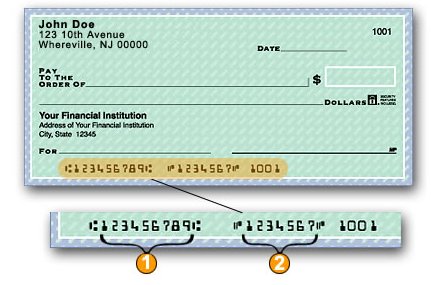 John Doe
123 10th Avenue
Whereville, NJ 00000
1001
DATE
PAY
TO THE
ORDER OF
$
DOLLARS
SECURITY FEATURES INCLUDED
Your Financial Institution
Address of Your Financial Institution
City, State 12345
FOR
MP
⑆123456789⑆ ⑈1234567⑈ 1001
⑆123456789⑆ ⑈1234567⑈ 1001
1 2